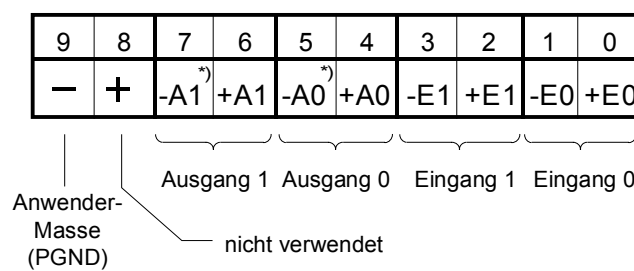 9 8 7 6 5 4 3 2 1 0
− + -A1*) +A1 -A0*) +A0 -E1 +E1 -E0 +E0
Ausgang 1 Ausgang 0 Eingang 1 Eingang 0
Anwender-
Masse
(PGND)
nicht verwendet